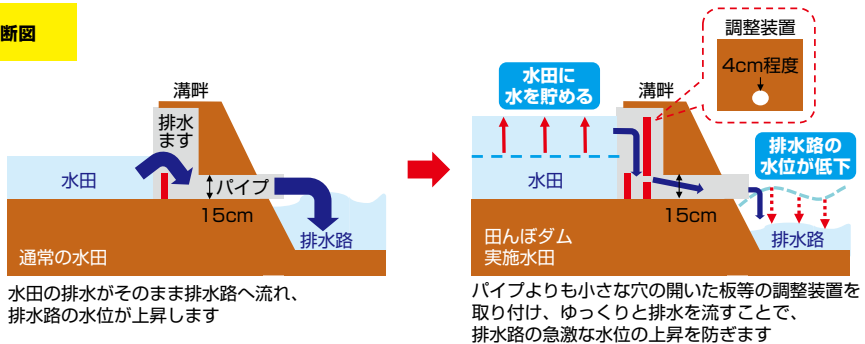 断図
溝畔
排水
ます
水田
パイプ
15cm
排水路
通常の水田
水田の排水がそのまま排水路へ流れ、
排水路の水位が上昇します
調整装置
4cm程度
水田に
水を貯める
溝畔
排水路の
水位が低下
水田
15cm
排水路
田んぼダム
実施水田
パイプよりも小さな穴の開いた板等の調整装置を
取り付け、ゆっくりと排水を流すことで、
排水路の急激な水位の上昇を防ぎます